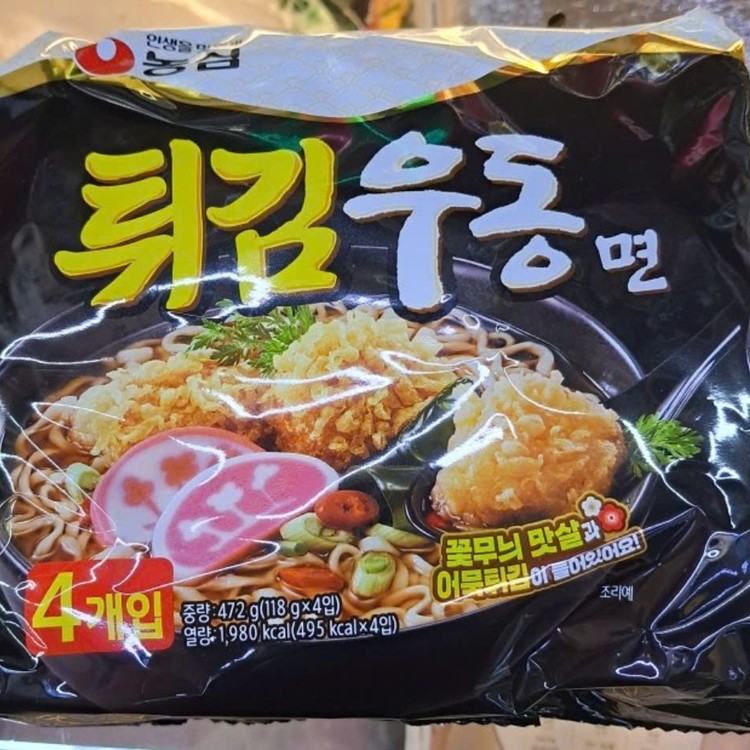 인생을 맛있게
농심
튀김우동면
꽃무늬 맛살과
어묵튀김이 들어있어요!
조리예
4개입
중량:472 g(118 g×4입)
열량:1,980 kcal(495 kcal×4입)